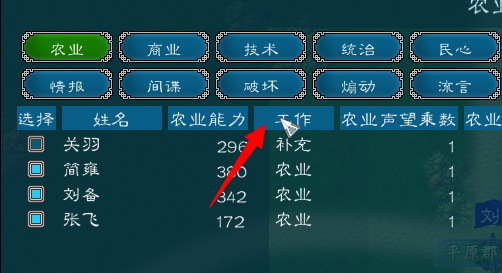 农业
农业 商业 技术 统治 民心
情报 间谍 破坏 煽动 流言
选择 姓名 农业能力 工作 农业声望乘数 农业
关羽 296 补充 1
简雍 380 农业 1
刘备 342 农业 1
张飞 172 农业 1
刘
平原郡